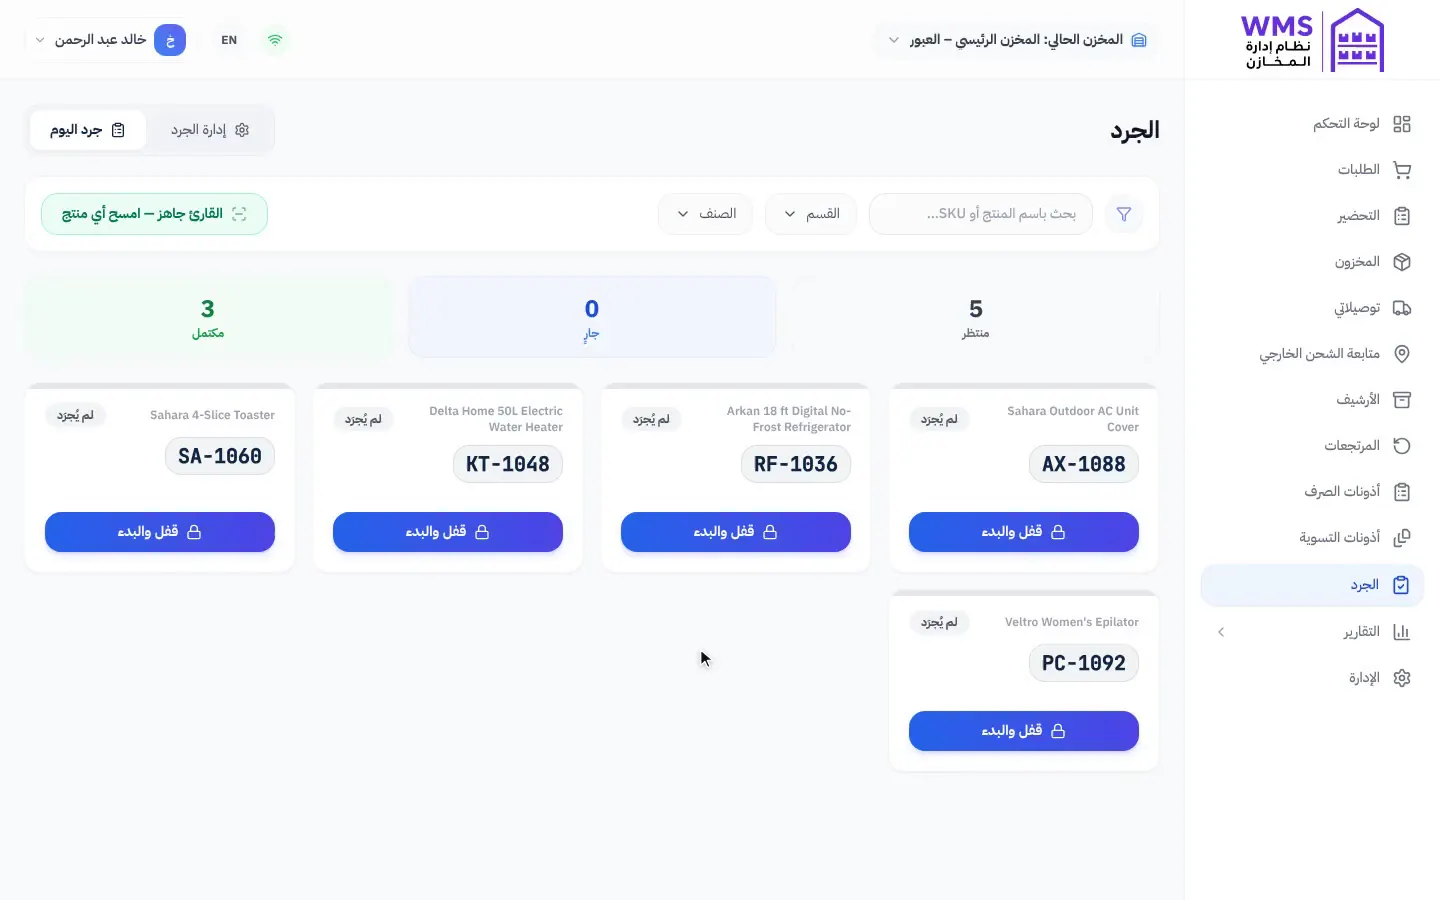 WMS
نظام إدارة
المخازن
لوحة التحكم
الطلبات
التحضير
المخزون
توصيلاتي
متابعة الشحن الخارجي
الأرشيف
المرتجعات
أذونات الصرف
أذونات التسوية
الجرد
التقارير
الإدارة
المخزن الحالي: المخزن الرئيسي – العبور
EN
خ
خالد عبد الرحمن
الجرد
إدارة الجرد
جرد اليوم
بحث باسم المنتج أو SKU...
القسم
الصنف
القارئ جاهز — امسح أي منتج
5
منتظر
0
جارٍ
3
مكتمل
Sahara Outdoor AC Unit
Cover
لم يُجرَد
AX-1088
قفل والبدء
Arkan 18 ft Digital No-
Frost Refrigerator
لم يُجرَد
RF-1036
قفل والبدء
Delta Home 50L Electric
Water Heater
لم يُجرَد
KT-1048
قفل والبدء
Sahara 4-Slice Toaster
لم يُجرَد
SA-1060
قفل والبدء
Veltro Women's Epilator
لم يُجرَد
PC-1092
قفل والبدء